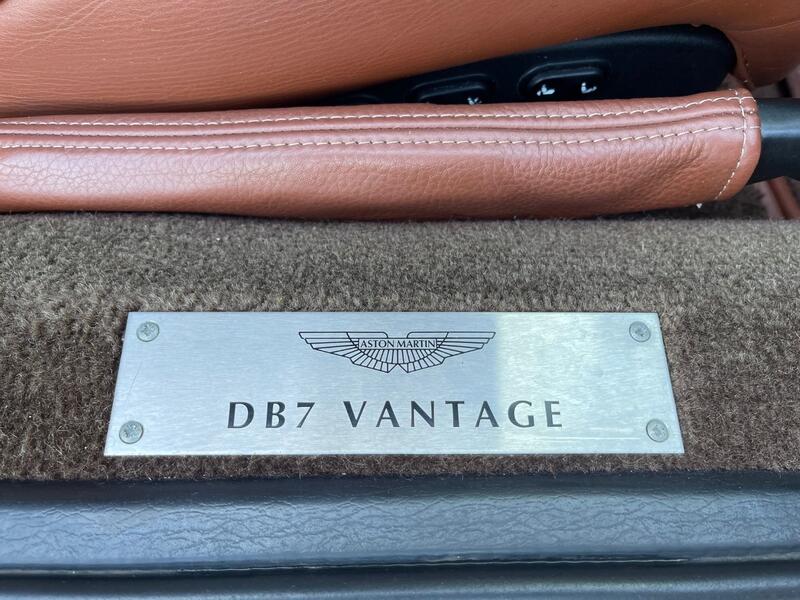 ASTON MARTIN
DB7 VANTAGE